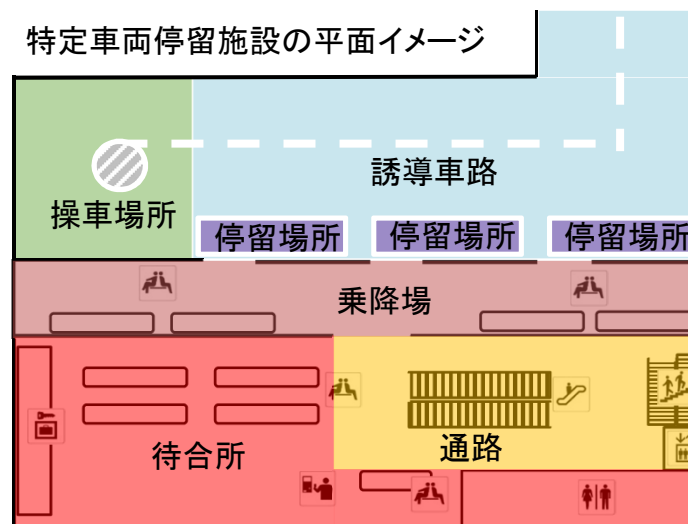 特定車両停留施設の平面イメージ
誘導車路
操車場所
停留場所 停留場所 停留場所
乗降場
待合所
通路